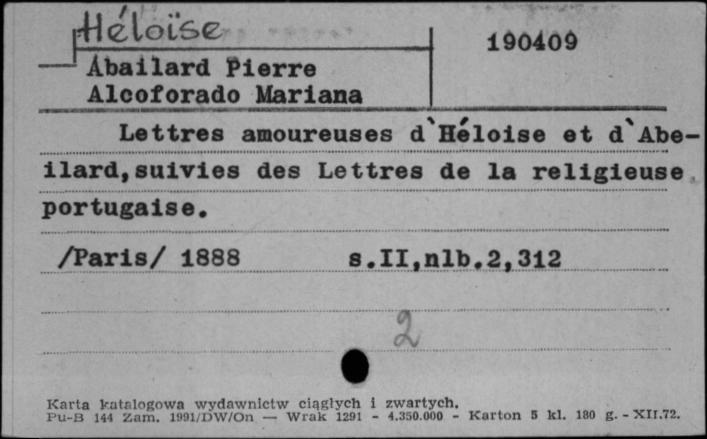 Héloïse
190409
Abailard Pierre
Alcoforado Mariana
Lettres amoureuses d`Héloise et d`Abe-
ilard,suivies des Lettres de la religieuse
portugaise.
/Paris/ 1888 s.II,nlb.2,312
2
Karta katalogowa wydawnictw ciągłych i zwartych.
Pu-B 144 Zam. 1991/DW/On — Wrak 1291 - 4.350.000 - Karton 5 kl. 180 g. - XII.72.